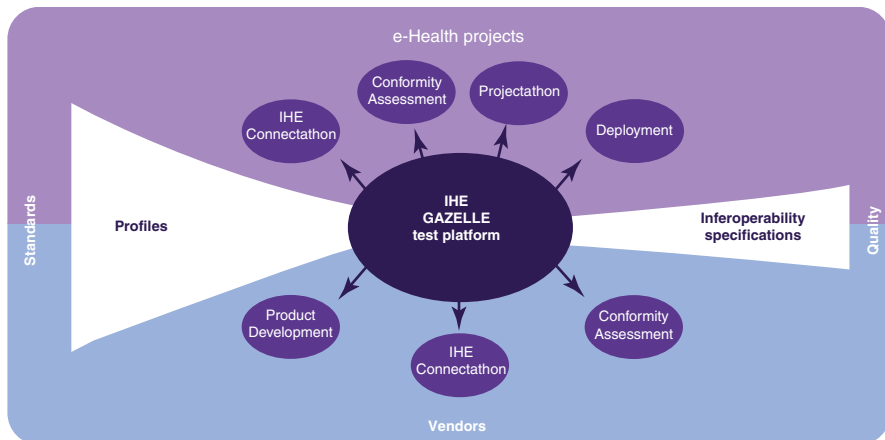 e-Health projects
Conformity
Assessment
Projectathon
IHE
Connectathon
Deployment
Standards
Profiles
IHE
GAZELLE
test platform
Inferoperability
specifications
Quality
Product
Development
IHE
Connectathon
Conformity
Assessment
Vendors